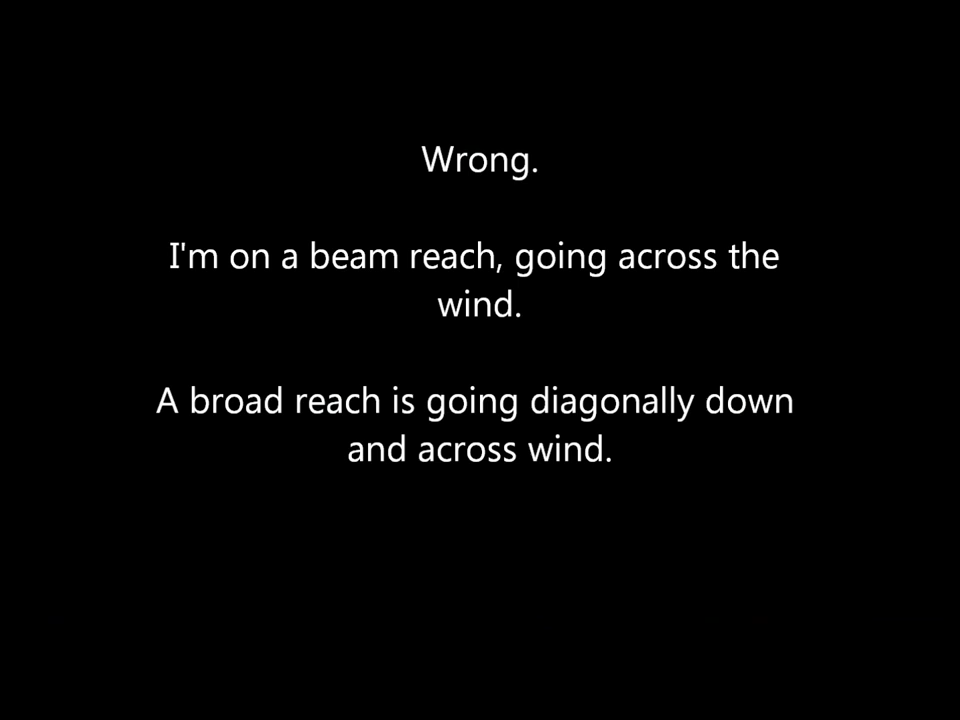 Wrong.
I'm on a beam reach, going across the
wind.
A broad reach is going diagonally down
and across wind.